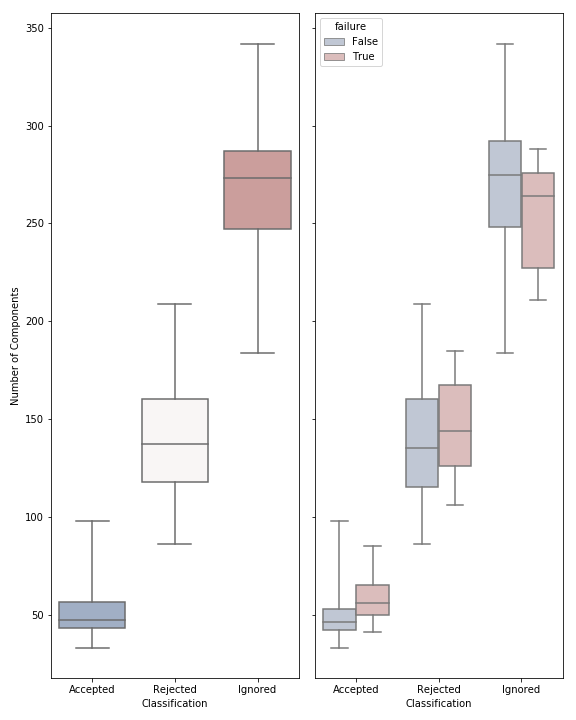 350
300
250
200
150
100
50
Number of Components
Accepted
Rejected
Ignored
Classification
failure
False
True
Accepted
Rejected
Ignored
Classification